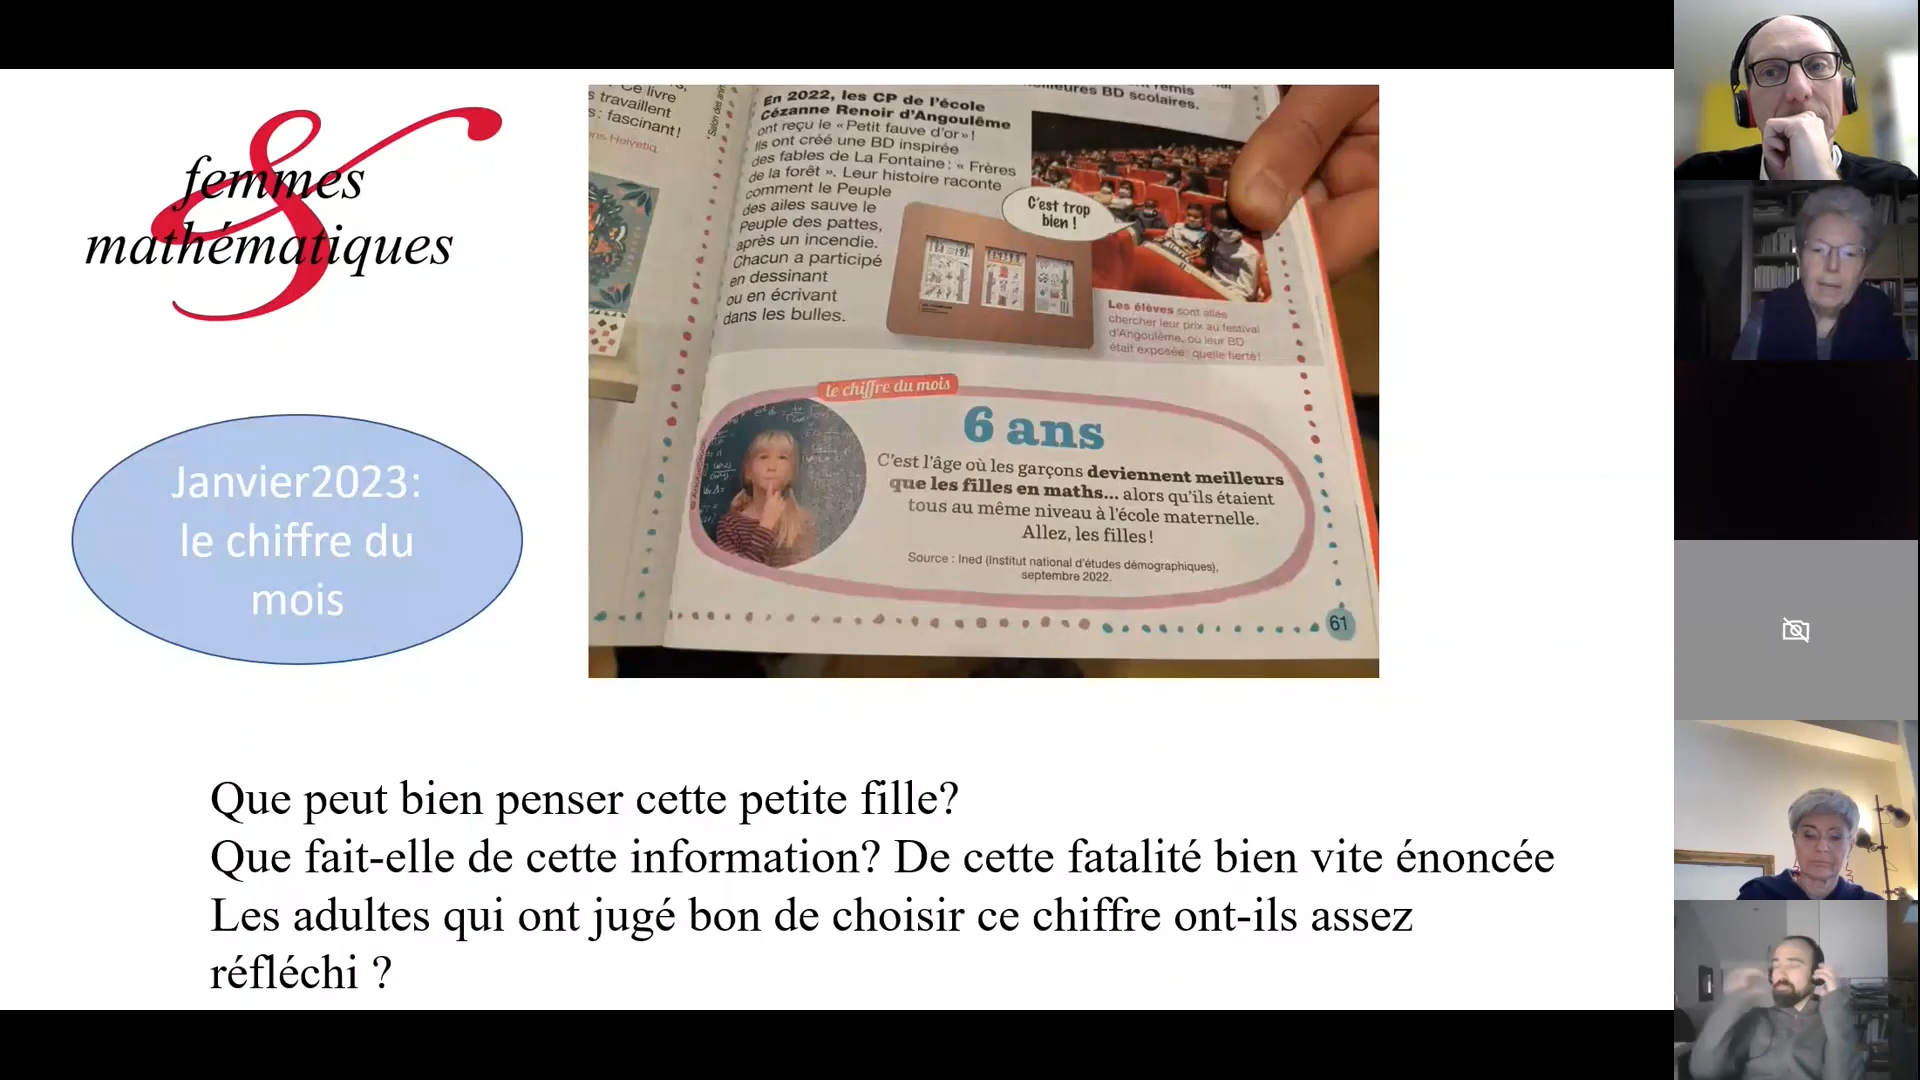 femmes
&
mathématiques
Janvier2023:
le chiffre du
mois
Ce livre
s travaillent
s : fascinant !
ns Helvetiq.
En 2022, les CP de l'école
Cézanne Renoir d'Angoulême
ont reçu le « Petit fauve d'or » !
Ils ont créé une BD inspirée
des fables de La Fontaine : « Frères
de la forêt ». Leur histoire raconte
comment le Peuple
des ailes sauve le
Peuple des pattes,
après un incendie.
Chacun a participé
en dessinant
ou en écrivant
dans les bulles.
remis
BD scolaires.
C'est trop
bien !
Les élèves sont allés
chercher leur prix au festival
d'Angoulême, où leur BD
était exposée : quelle fierté !
le chiffre du mois
6 ans
C'est l'âge où les garçons deviennent meilleurs
que les filles en maths... alors qu'ils étaient
tous au même niveau à l'école maternelle.
Allez, les filles !
Source : Ined (Institut national d'études démographiques),
septembre 2022.
61
Que peut bien penser cette petite fille?
Que fait-elle de cette information? De cette fatalité bien vite énoncée
Les adultes qui ont jugé bon de choisir ce chiffre ont-ils assez
réfléchi ?